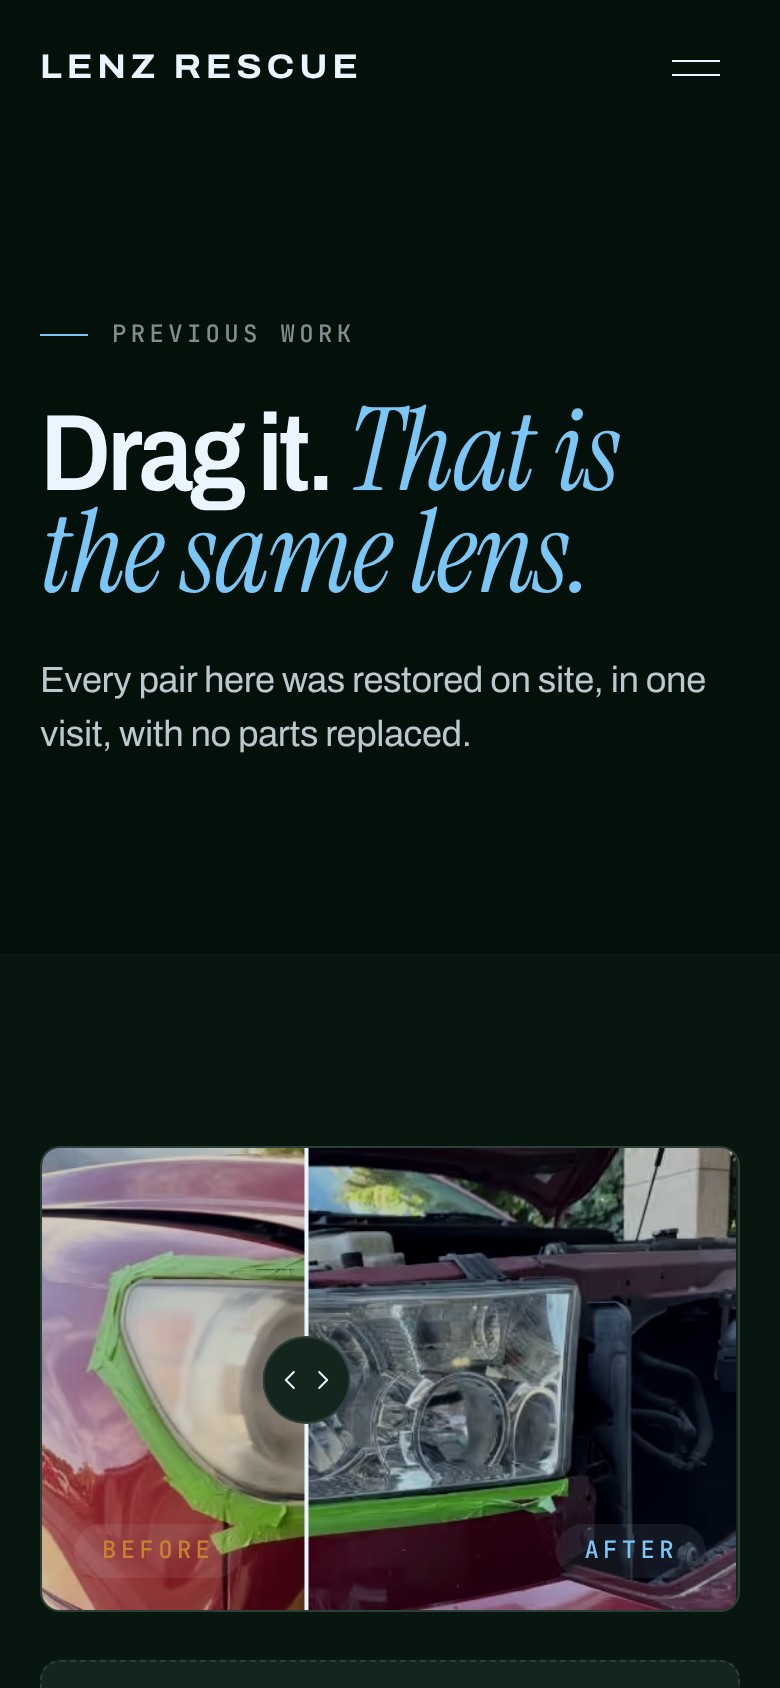 LENZ RESCUE
PREVIOUS WORK
Drag it. That is
the same lens.
Every pair here was restored on site, in one
visit, with no parts replaced.
BEFORE
AFTER